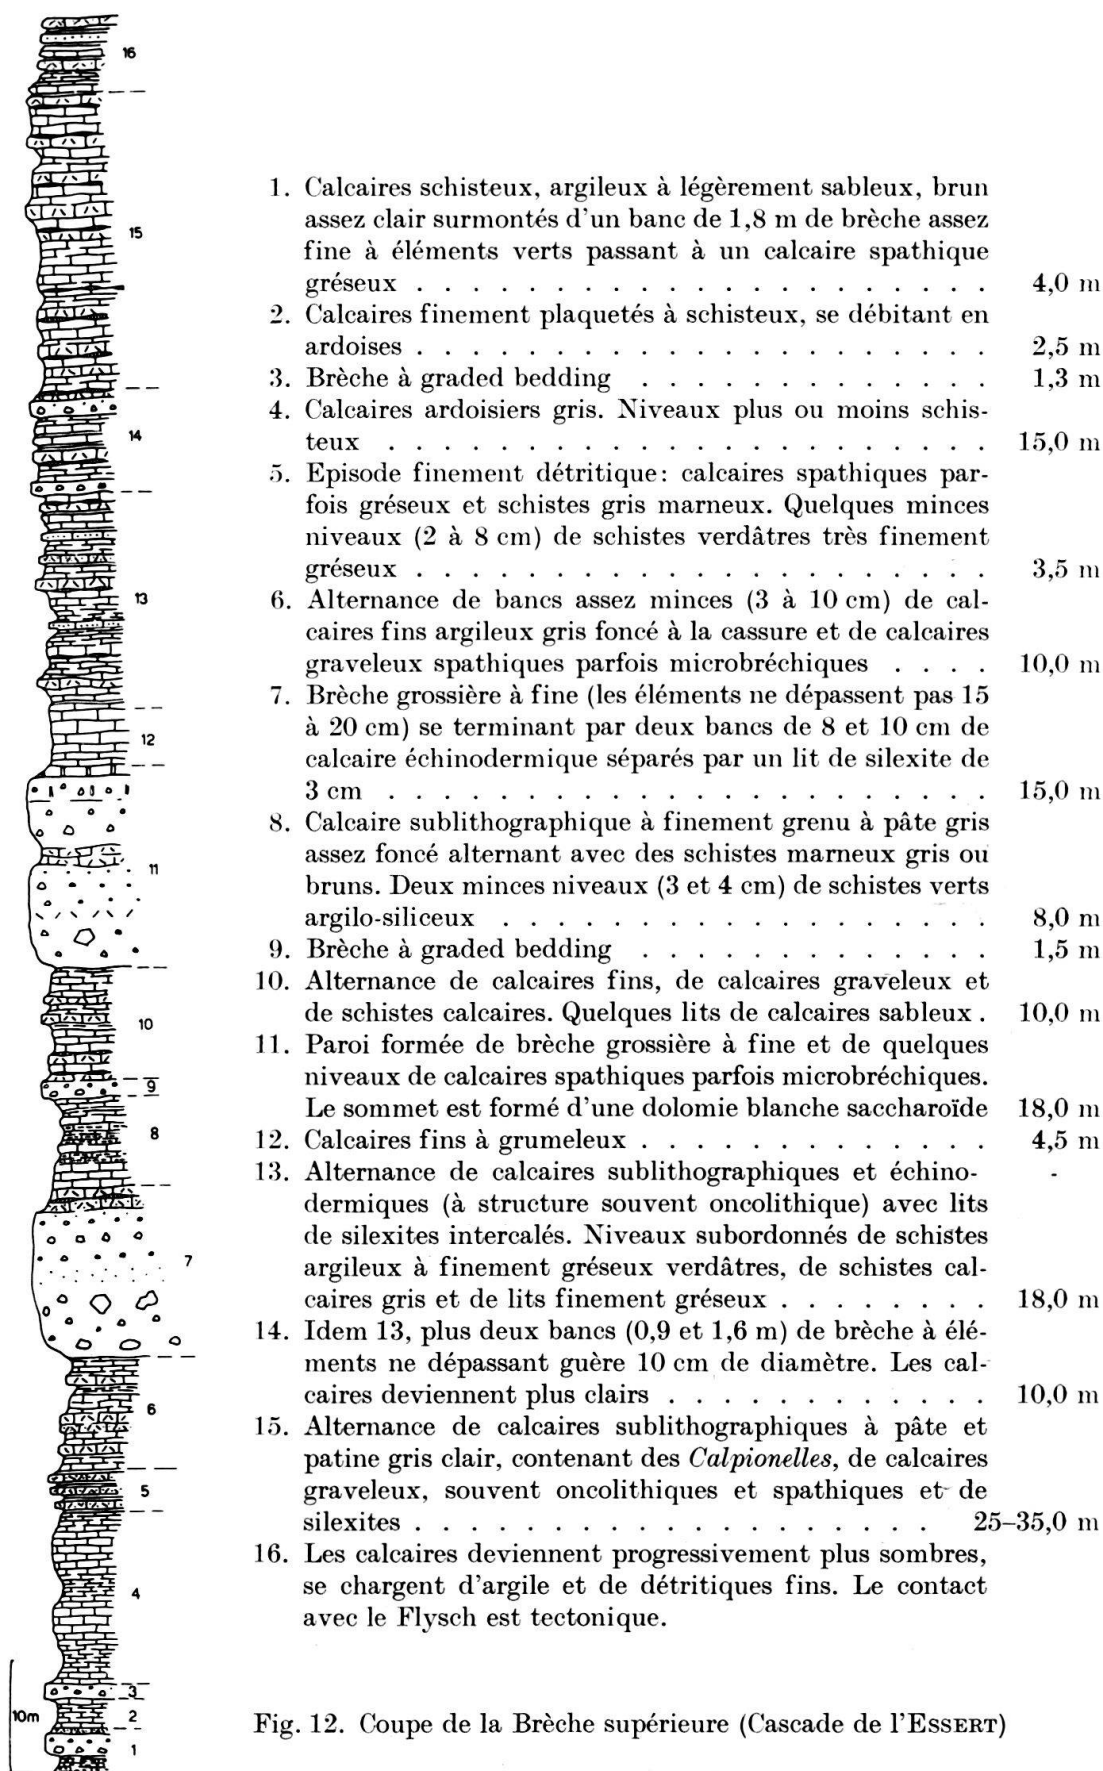 16
15
14
13
12
11
10
9
8
7
6
5
4
3
2
1
10m
1. Calcaires schisteux, argileux à légèrement sableux, brun
assez clair surmontés d'un banc de 1,8 m de brèche assez
fine à éléments verts passant à un calcaire spathique
gréseux . . . . . . . . . . . . . . . . . . . . . 4,0 m
2. Calcaires finement plaquetés à schisteux, se débitant en
ardoises . . . . . . . . . . . . . . . . . . . . . 2,5 m
3. Brèche à graded bedding . . . . . . . . . . . . . 1,3 m
4. Calcaires ardoisiers gris. Niveaux plus ou moins schis-
teux . . . . . . . . . . . . . . . . . . . . . . 15,0 m
5. Episode finement détritique: calcaires spathiques par-
fois gréseux et schistes gris marneux. Quelques minces
niveaux (2 à 8 cm) de schistes verdâtres très finement
gréseux . . . . . . . . . . . . . . . . . . . . . 3,5 m
6. Alternance de bancs assez minces (3 à 10 cm) de cal-
caires fins argileux gris foncé à la cassure et de calcaires
graveleux spathiques parfois microbréchiques . . . . 10,0 m
7. Brèche grossière à fine (les éléments ne dépassent pas 15
à 20 cm) se terminant par deux bancs de 8 et 10 cm de
calcaire échinodermique séparés par un lit de silexite de
3 cm . . . . . . . . . . . . . . . . . . . . . . 15,0 m
8. Calcaire sublithographique à finement grenu à pâte gris
assez foncé alternant avec des schistes marneux gris ou
bruns. Deux minces niveaux (3 et 4 cm) de schistes verts
argilo-siliceux . . . . . . . . . . . . . . . . . . 8,0 m
9. Brèche à graded bedding . . . . . . . . . . . . . 1,5 m
10. Alternance de calcaires fins, de calcaires graveleux et
de schistes calcaires. Quelques lits de calcaires sableux . 10,0 m
11. Paroi formée de brèche grossière à fine et de quelques
niveaux de calcaires spathiques parfois microbréchiques.
Le sommet est formé d'une dolomie blanche saccharoïde 18,0 m
12. Calcaires fins à grumeleux . . . . . . . . . . . . . 4,5 m
13. Alternance de calcaires sublithographiques et échino-
dermiques (à structure souvent oncolithique) avec lits
de silexites intercalés. Niveaux subordonnés de schistes
argileux à finement gréseux verdâtres, de schistes cal-
caires gris et de lits finement gréseux . . . . . . . . 18,0 m
14. Idem 13, plus deux bancs (0,9 et 1,6 m) de brèche à élé-
ments ne dépassant guère 10 cm de diamètre. Les cal-
caires deviennent plus clairs . . . . . . . . . . . . 10,0 m
15. Alternance de calcaires sublithographiques à pâte et
patine gris clair, contenant des Calpionelles, de calcaires
graveleux, souvent oncolithiques et spathiques et de
silexites . . . . . . . . . . . . . . . . . . . 25–35,0 m
16. Les calcaires deviennent progressivement plus sombres,
se chargent d'argile et de détritiques fins. Le contact
avec le Flysch est tectonique.
Fig. 12. Coupe de la Brèche supérieure (Cascade de l'ESSERT)